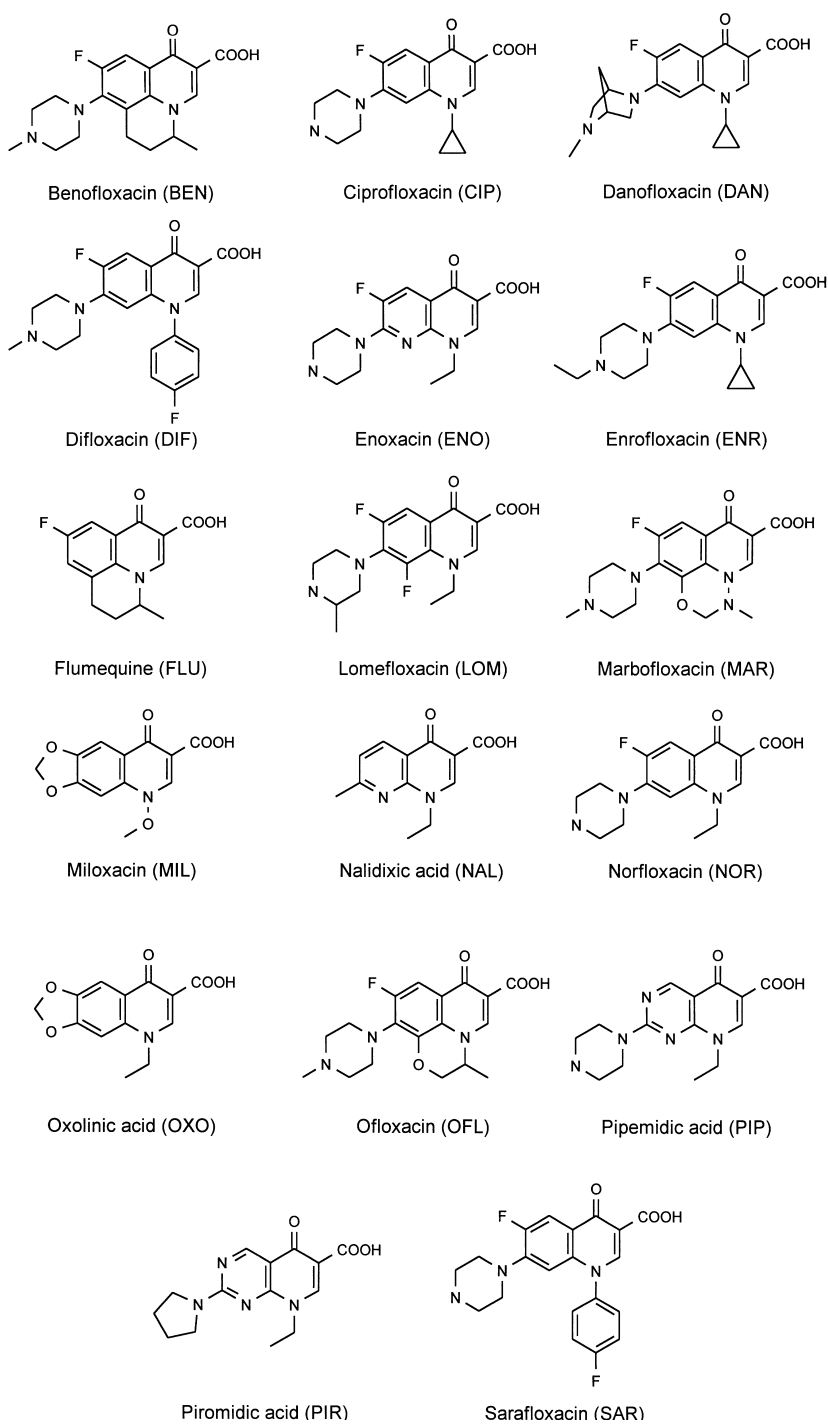 O
F
COOH
N
N
N
Benofloxacin (BEN)
O
F
COOH
N
N
N
Ciprofloxacin (CIP)
O
F
COOH
N
N
N
Danofloxacin (DAN)
O
F
COOH
N
N
N
F
Difloxacin (DIF)
O
F
COOH
N
N
N
N
Enoxacin (ENO)
O
F
COOH
N
N
N
Enrofloxacin (ENR)
O
F
COOH
N
Flumequine (FLU)
O
F
COOH
N
N
N
F
Lomefloxacin (LOM)
O
F
COOH
N
N
N
O
N
Marbofloxacin (MAR)
O
O
COOH
O
N
O
Miloxacin (MIL)
O
COOH
N
N
Nalidixic acid (NAL)
O
F
COOH
N
N
N
Norfloxacin (NOR)
O
O
COOH
O
N
Oxolinic acid (OXO)
O
F
COOH
N
N
N
O
Ofloxacin (OFL)
O
N
COOH
N
N
N
N
Pipemidic acid (PIP)
O
N
COOH
N
N
N
Piromidic acid (PIR)
O
F
COOH
N
N
N
F
Sarafloxacin (SAR)